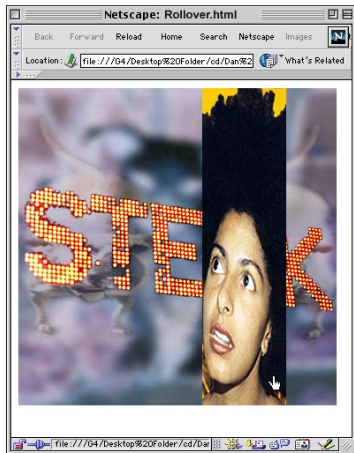 Netscape: Rollover.html
Back Forward Reload Home Search Netscape Images
N
Location: file:///G4/Desktop%20Folder/cd/Dan%2 What's Related
STE K
file:///G4/Desktop%20Folder/cd/Dar